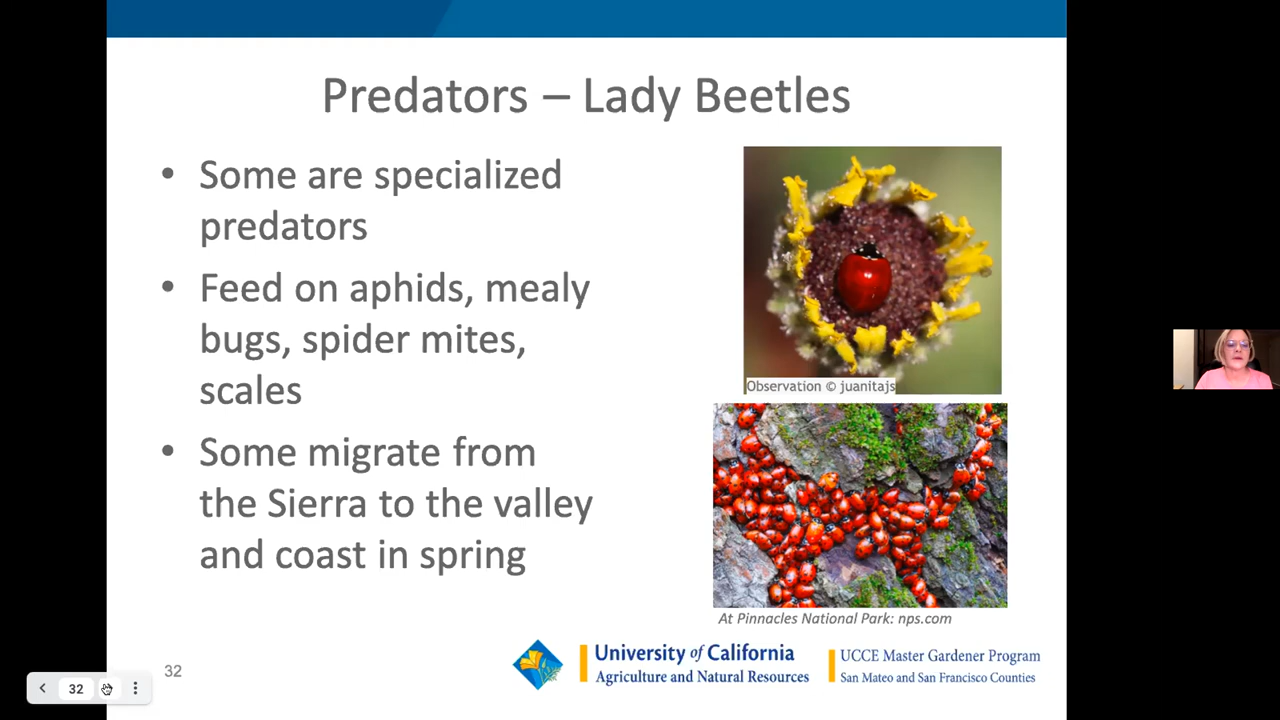 Predators – Lady Beetles
• Some are specialized
predators
• Feed on aphids, mealy
bugs, spider mites,
scales
• Some migrate from
the Sierra to the valley
and coast in spring
Observation © juanitajs
At Pinnacles National Park: nps.com
University of California
Agriculture and Natural Resources
UCCE Master Gardener Program
San Mateo and San Francisco Counties
32
32